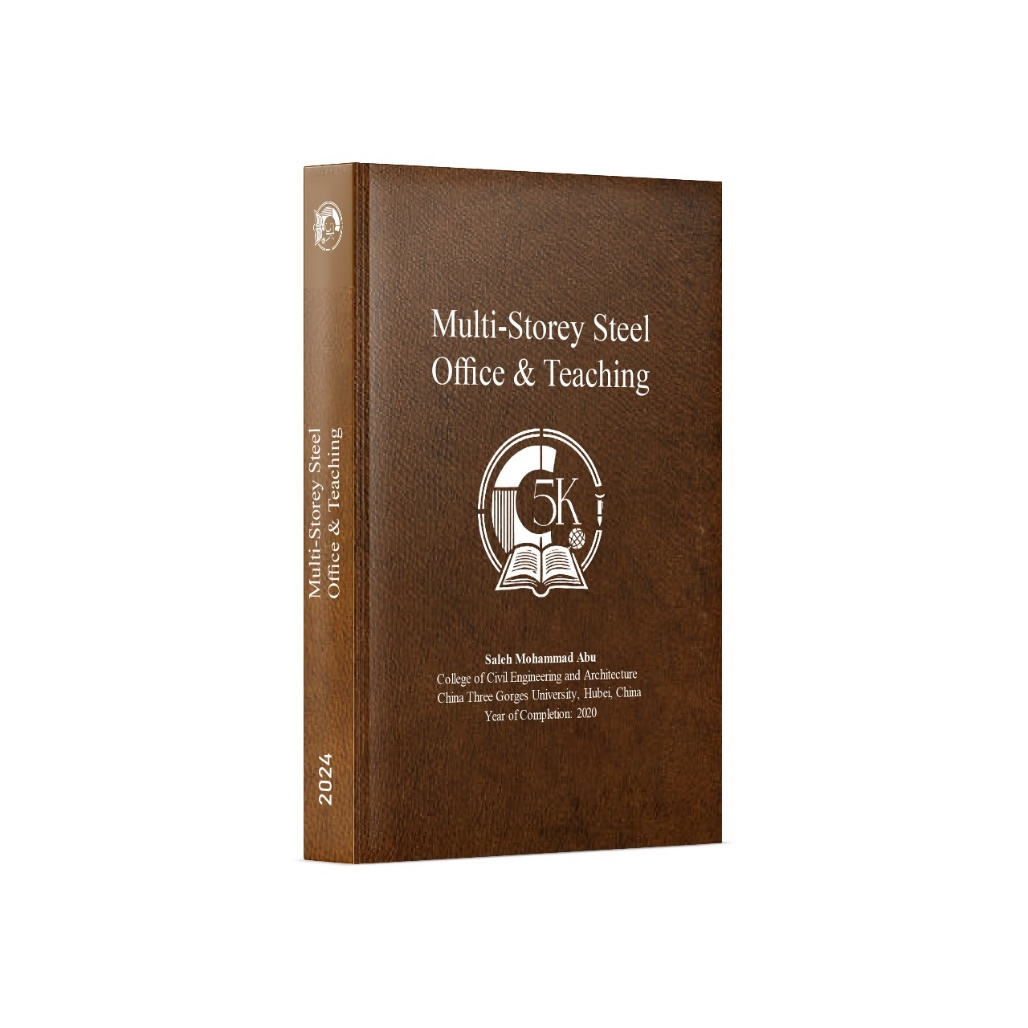 Multi-Storey Steel
Office & Teaching
5K
Saleh Mohammad Abu
College of Civil Engineering and Architecture
China Three Gorges University, Hubei, China
Year of Completion: 2020
Multi-Storey Steel
Office & Teaching
2024